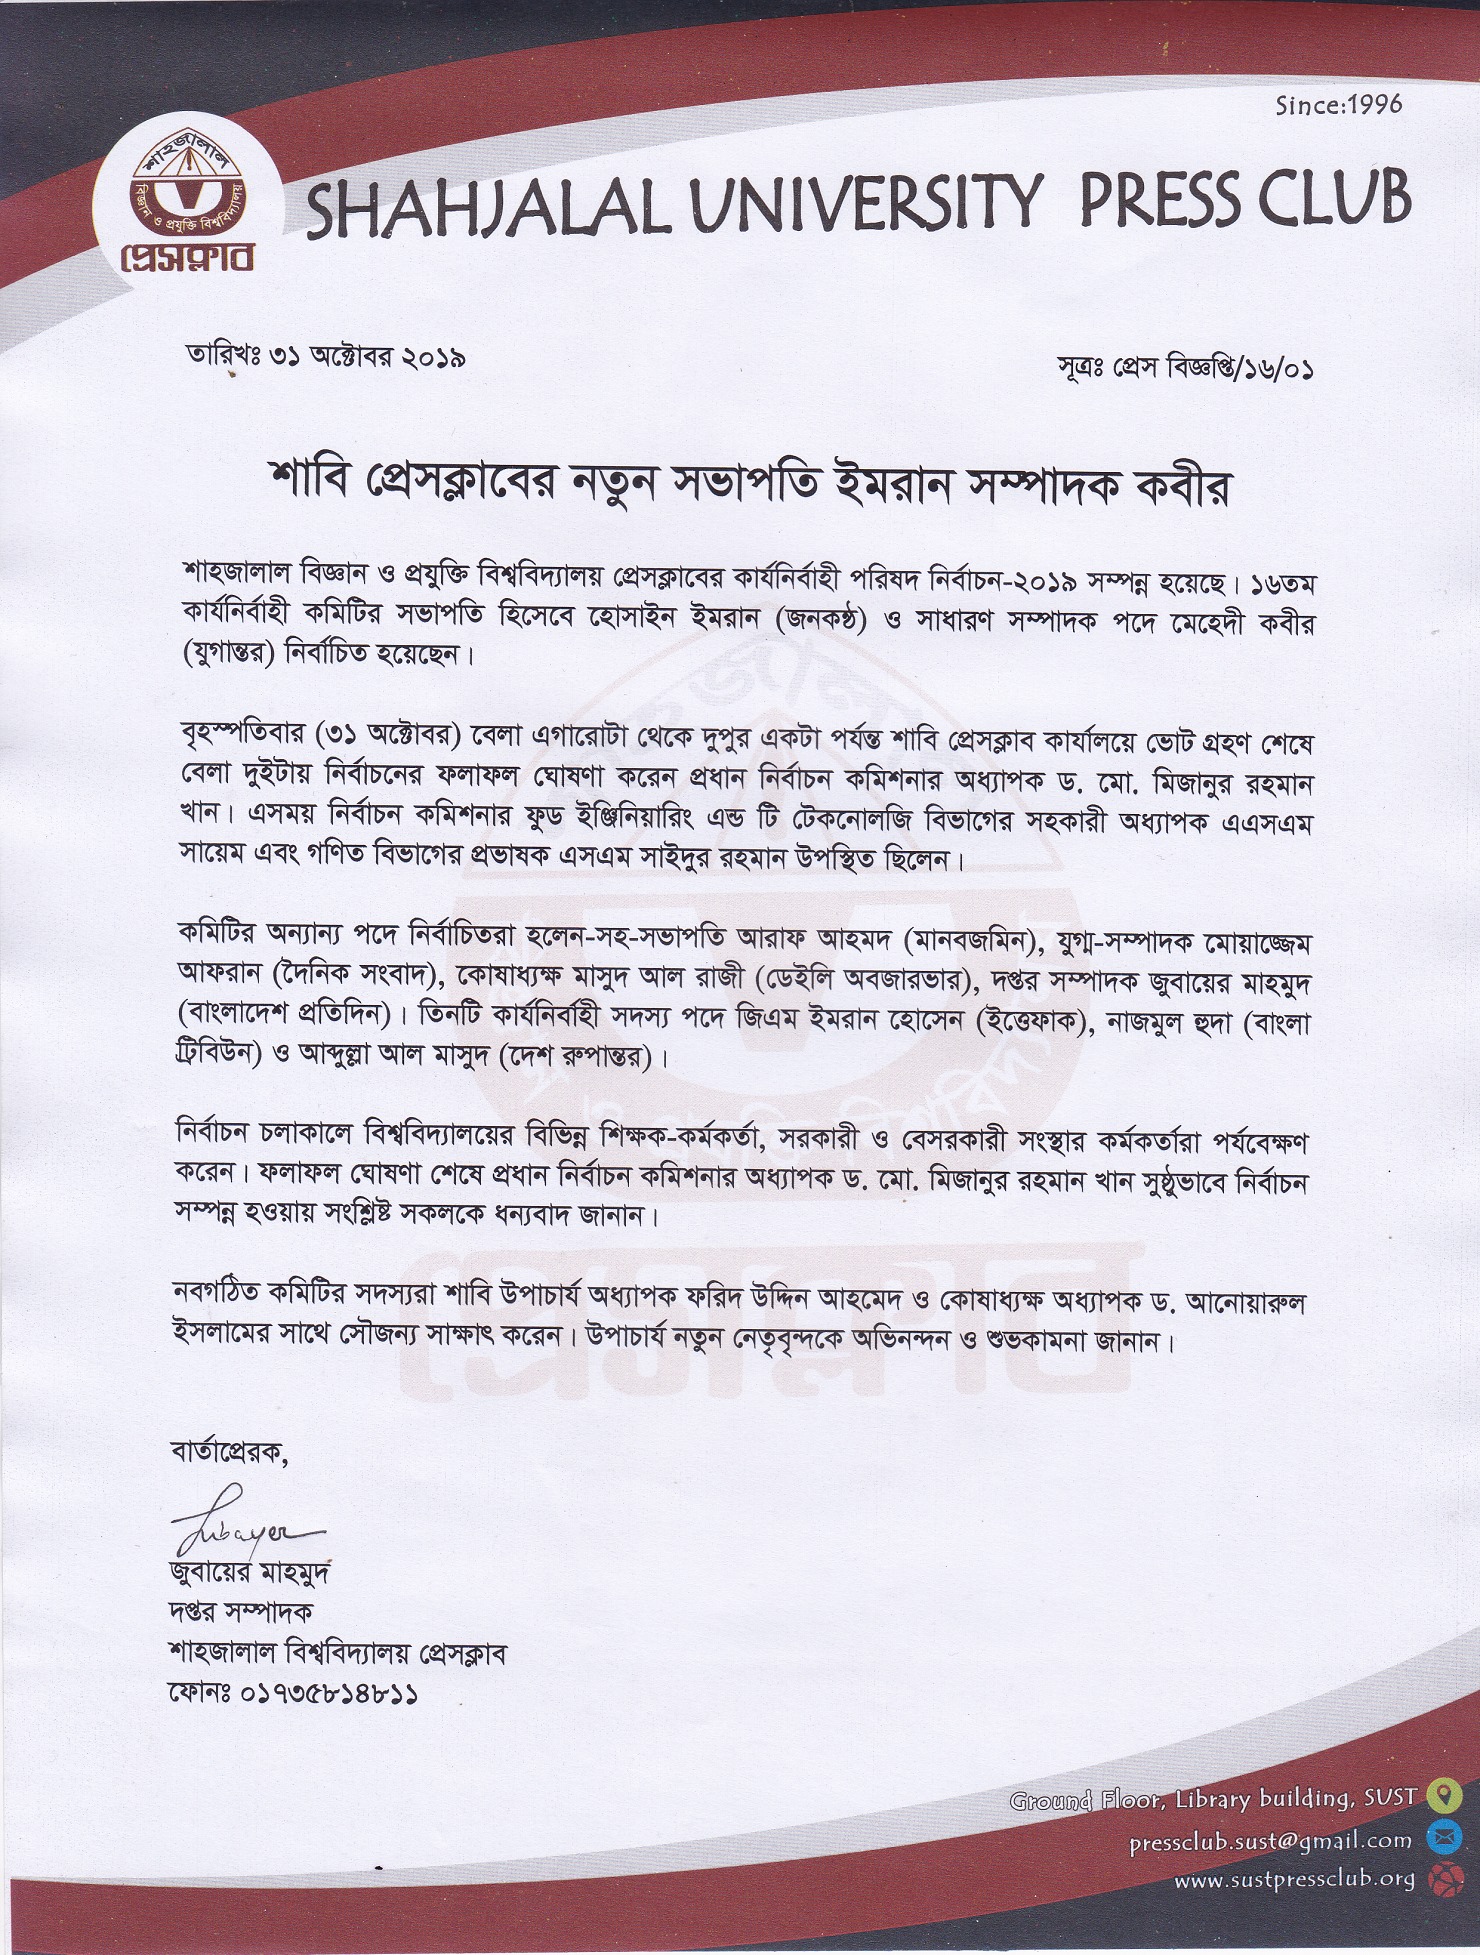 Since:1996
শাহজালাল
বিজ্ঞান ও প্রযুক্তি বিশ্ববিদ্যালয়
প্রেসক্লাব
SHAHJALAL UNIVERSITY PRESS CLUB
তারিখঃ ৩১ অক্টোবর ২০১৯
সূত্রঃ প্রেস বিজ্ঞপ্তি/১৬/০১
শাবি প্রেসক্লাবের নতুন সভাপতি ইমরান সম্পাদক কবীর
শাহজালাল বিজ্ঞান ও প্রযুক্তি বিশ্ববিদ্যালয় প্রেসক্লাবের কার্যনির্বাহী পরিষদ নির্বাচন-২০১৯ সম্পন্ন হয়েছে। ১৬তম
কার্যনির্বাহী কমিটির সভাপতি হিসেবে হোসাইন ইমরান (জনকণ্ঠ) ও সাধারণ সম্পাদক পদে মেহেদী কবীর
(যুগান্তর) নির্বাচিত হয়েছেন।
বৃহস্পতিবার (৩১ অক্টোবর) বেলা এগারোটা থেকে দুপুর একটা পর্যন্ত শাবি প্রেসক্লাব কার্যালয়ে ভোট গ্রহণ শেষে
বেলা দুইটায় নির্বাচনের ফলাফল ঘোষণা করেন প্রধান নির্বাচন কমিশনার অধ্যাপক ড. মো. মিজানুর রহমান
খান। এসময় নির্বাচন কমিশনার ফুড ইঞ্জিনিয়ারিং এন্ড টি টেকনোলজি বিভাগের সহকারী অধ্যাপক এএসএম
সায়েম এবং গণিত বিভাগের প্রভাষক এসএম সাইদুর রহমান উপস্থিত ছিলেন।
কমিটির অন্যান্য পদে নির্বাচিতরা হলেন-সহ-সভাপতি আরাফ আহমদ (মানবজমিন), যুগ্ম-সম্পাদক মোয়াজ্জেম
আফরান (দৈনিক সংবাদ), কোষাধ্যক্ষ মাসুদ আল রাজী (ডেইলি অবজারভার), দপ্তর সম্পাদক জুবায়ের মাহমুদ
(বাংলাদেশ প্রতিদিন)। তিনটি কার্যনির্বাহী সদস্য পদে জিএম ইমরান হোসেন (ইত্তেফাক), নাজমুল হুদা (বাংলা
ট্রিবিউন) ও আব্দুল্লা আল মাসুদ (দেশ রুপান্তর)।
নির্বাচন চলাকালে বিশ্ববিদ্যালয়ের বিভিন্ন শিক্ষক-কর্মকর্তা, সরকারী ও বেসরকারী সংস্থার কর্মকর্তারা পর্যবেক্ষণ
করেন। ফলাফল ঘোষণা শেষে প্রধান নির্বাচন কমিশনার অধ্যাপক ড. মো. মিজানুর রহমান খান সুষ্ঠুভাবে নির্বাচন
সম্পন্ন হওয়ায় সংশ্লিষ্ট সকলকে ধন্যবাদ জানান।
নবগঠিত কমিটির সদস্যরা শাবি উপাচার্য অধ্যাপক ফরিদ উদ্দিন আহমেদ ও কোষাধ্যক্ষ অধ্যাপক ড. আনোয়ারুল
ইসলামের সাথে সৌজন্য সাক্ষাৎ করেন। উপাচার্য নতুন নেতৃবৃন্দকে অভিনন্দন ও শুভকামনা জানান।
বার্তাপ্রেরক,
Jubayer
জুবায়ের মাহমুদ
দপ্তর সম্পাদক
শাহজালাল বিশ্ববিদ্যালয় প্রেসক্লাব
ফোনঃ ০১৭৩৫৮১৪৮১১
Ground Floor, Library building, SUST
pressclub.sust@gmail.com
www.sustpressclub.org